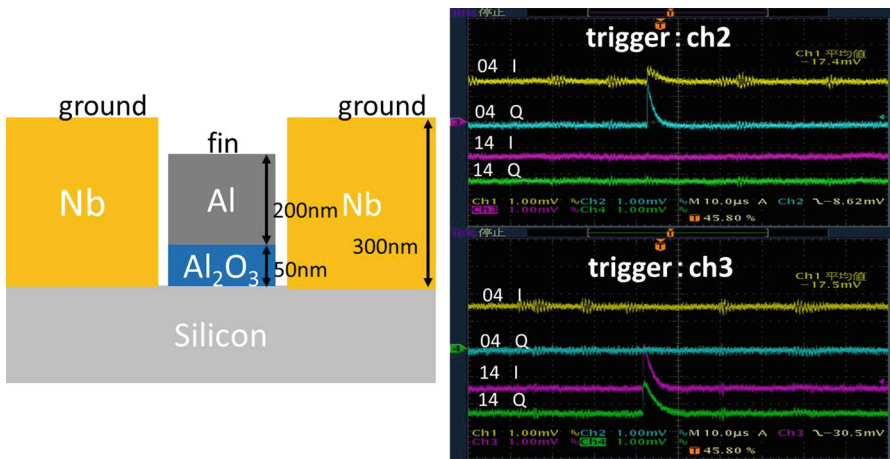 ground
ground
fin
Nb
Al
Nb
200nm
300nm
Al₂O₃
50nm
Silicon
停止
trigger : ch2
Ch1 平均値
-17.4mV
04 I
04 Q
14 I
14 Q
Ch1 1.00mV Ch2 1.00mV M 10.0μs A Ch2 -8.62mV
Ch3 1.00mV Ch4 1.00mV
45.80 %
停止
trigger : ch3
Ch1 平均値
-17.5mV
04 I
04 Q
14 I
14 Q
Ch1 1.00mV Ch2 1.00mV M 10.0μs A Ch3 -30.5mV
Ch3 1.00mV Ch4 1.00mV
45.80 %